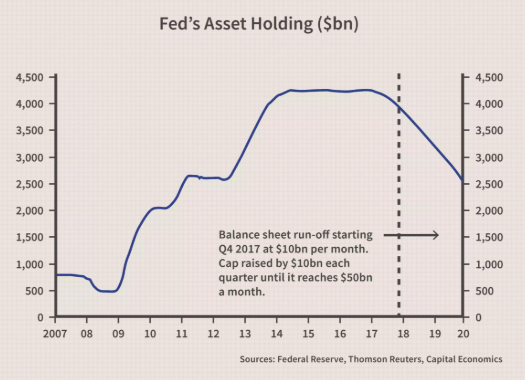 Fed's Asset Holding ($bn)
4,500 4,500
4,000 4,000
3,500 3,500
3,000 3,000
2,500 2,500
2,000 2,000
1,500 1,500
1,000 1,000
500 500
0 0
Balance sheet run-off starting
Q4 2017 at $10bn per month.
Cap raised by $10bn each
quarter until it reaches $50bn
a month.
2007 08 09 10 11 12 13 14 15 16 17 18 19 20
Sources: Federal Reserve, Thomson Reuters, Capital Economics